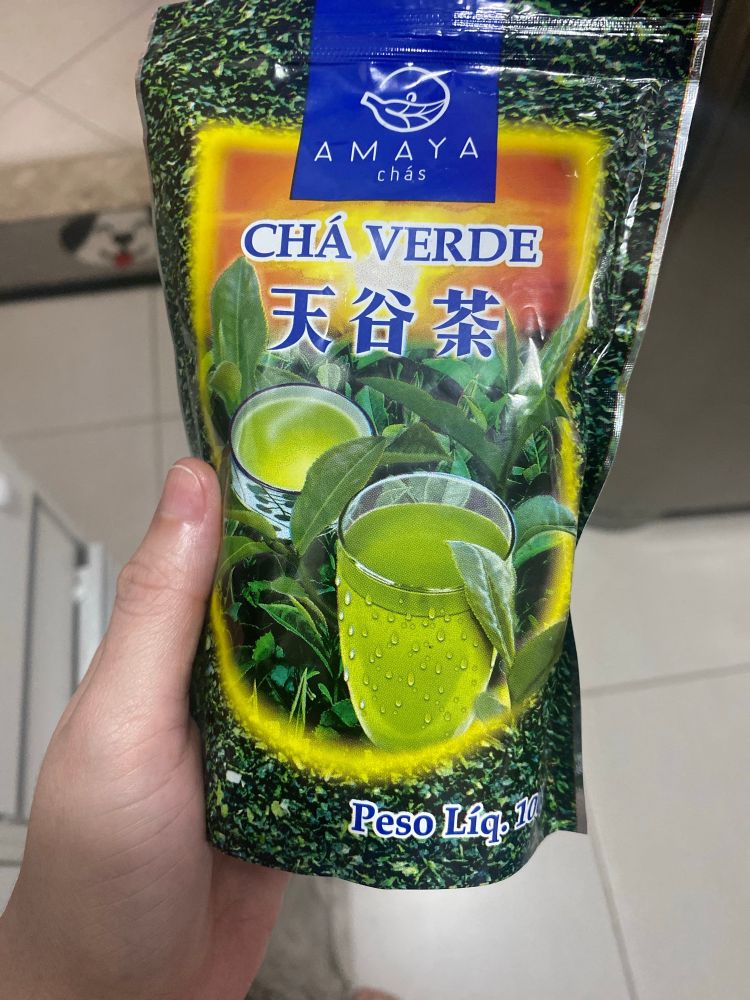 AMAYA
chás
CHÁ VERDE
天谷茶
Peso Líq.